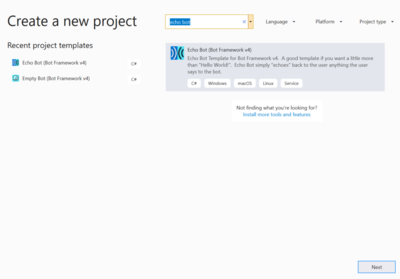 Create a new project
echo bot
Language
Platform
Project type
Recent project templates
Echo Bot (Bot Framework v4)
C#
Empty Bot (Bot Framework v4)
C#
Echo Bot (Bot Framework v4)
Echo Bot Template for Bot Framework v4. A good template if you want a little more
than "Hello World!". Echo Bot simply "echoes" back to the user anything the user
says to the bot.
C#
Windows
macOS
Linux
Service
Not finding what you're looking for?
Install more tools and features
Next